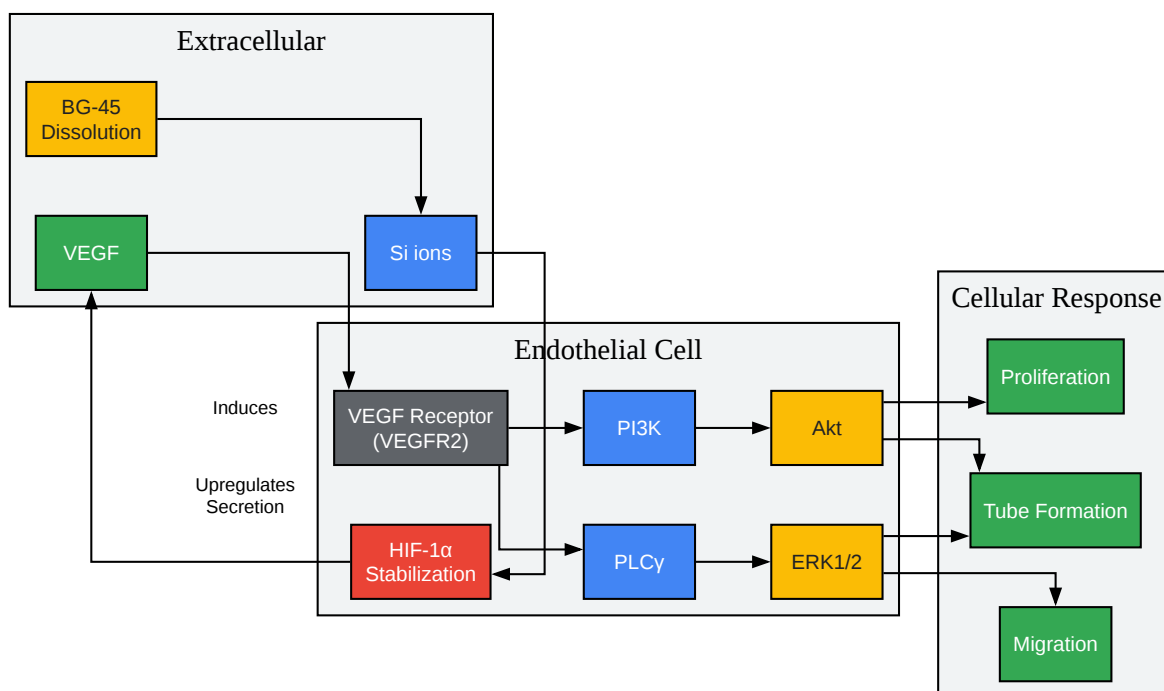 Extracellular
BG-45
Dissolution
VEGF
Si ions
Cellular Response
Endothelial Cell
Proliferation
Induces
VEGF Receptor
(VEGFR2)
PI3K
Akt
Upregulates
Secretion
Tube Formation
HIF-1α
Stabilization
PLCγ
ERK1/2
Migration